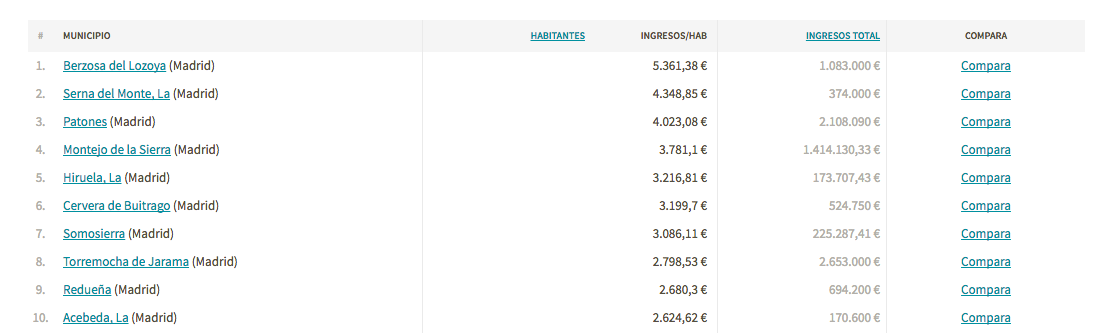 # MUNICIPIO HABITANTES INGRESOS/HAB INGRESOS TOTAL COMPARA
1. Berzosa del Lozoya (Madrid) 5.361,38 € 1.083.000 € Compara
2. Serna del Monte, La (Madrid) 4.348,85 € 374.000 € Compara
3. Patones (Madrid) 4.023,08 € 2.108.090 € Compara
4. Montejo de la Sierra (Madrid) 3.781,1 € 1.414.130,33 € Compara
5. Hiruela, La (Madrid) 3.216,81 € 173.707,43 € Compara
6. Cervera de Buitrago (Madrid) 3.199,7 € 524.750 € Compara
7. Somosierra (Madrid) 3.086,11 € 225.287,41 € Compara
8. Torremocha de Jarama (Madrid) 2.798,53 € 2.653.000 € Compara
9. Redueña (Madrid) 2.680,3 € 694.200 € Compara
10. Acebeda, La (Madrid) 2.624,62 € 170.600 € Compara